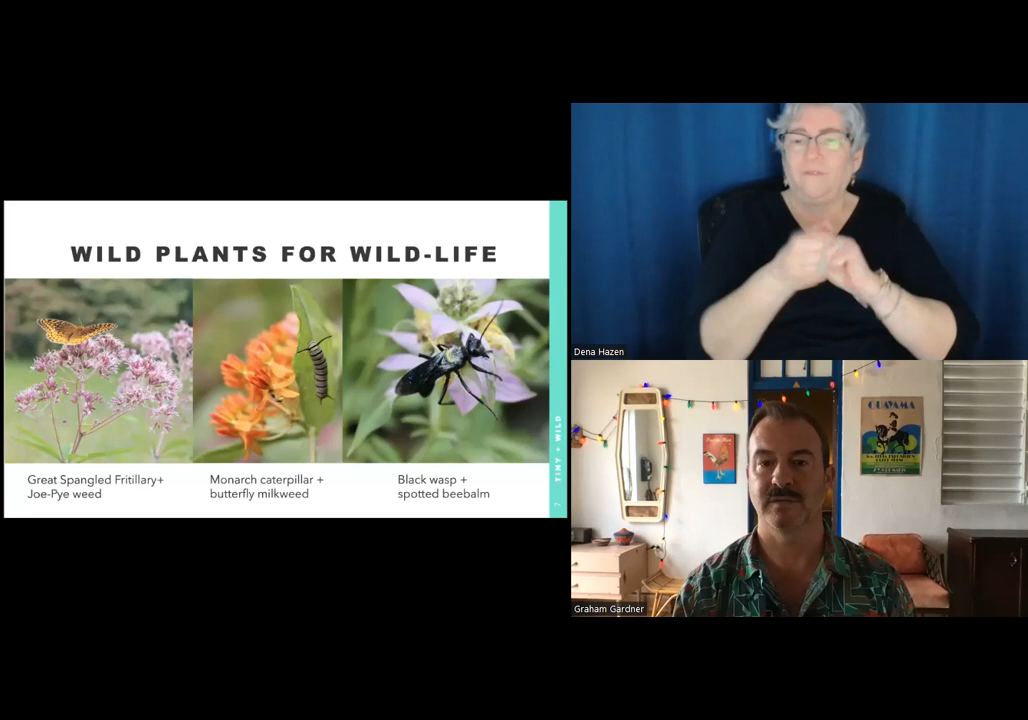 WILD PLANTS FOR WILD-LIFE
Great Spangled Fritillary+
Joe-Pye weed
Monarch caterpillar +
butterfly milkweed
Black wasp +
spotted beebalm
TINY + WILD
Dena Hazen
GUAYAMA
Graham Gardner